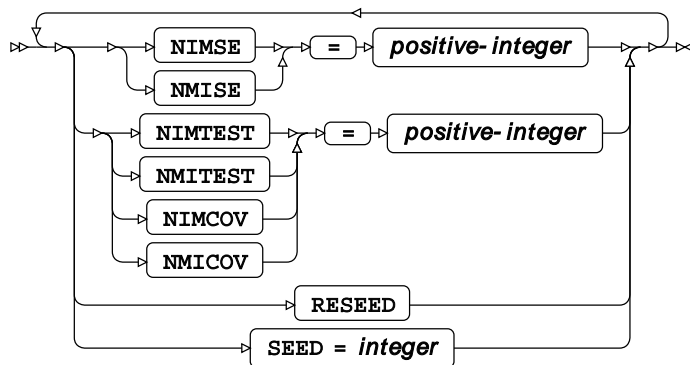 NIMSE = positive-integer
NMISE
NIMTEST = positive-integer
NMITEST
NIMCOV
NMICOV
RESEED
SEED = integer